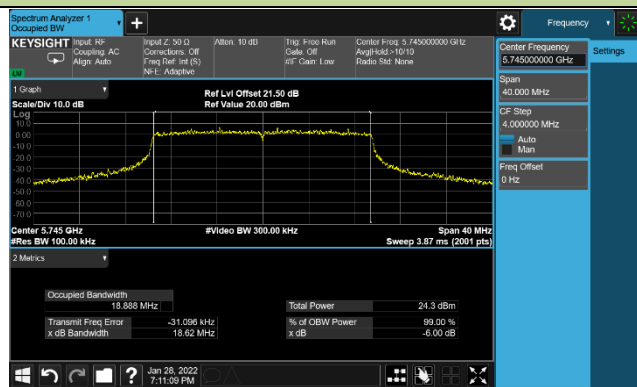 Spectrum Analyzer 1
Occupied BW
Frequency
KEYSIGHT
Input: RF
Coupling: AC
Align: Auto
Input Z: 50 Ω
Corrections: Off
Freq Ref: Int (S)
NFE: Adaptive
Atten: 10 dB
Trig: Free Run
Gate: Off
#IF Gain: Low
Center Freq: 5.745000000 GHz
Avg|Hold:>10/10
Radio Std: None
Center Frequency
5.745000000 GHz
Settings
Span
40.000 MHz
CF Step
4.000000 MHz
Auto
Man
Freq Offset
0 Hz
1 Graph
Scale/Div 10.0 dB
Ref Lvl Offset 21.50 dB
Ref Value 20.00 dBm
Log
10.0
0.00
-10.0
-20.0
-30.0
-40.0
-50.0
-60.0
-70.0
Center 5.745 GHz
#Res BW 100.00 kHz
#Video BW 300.00 kHz
Span 40 MHz
Sweep 3.87 ms (2001 pts)
2 Metrics
Occupied Bandwidth
18.888 MHz
Total Power 24.3 dBm
Transmit Freq Error -31.096 kHz
% of OBW Power 99.00 %
x dB Bandwidth 18.62 MHz
x dB -6.00 dB
Jan 28, 2022
7:11:09 PM